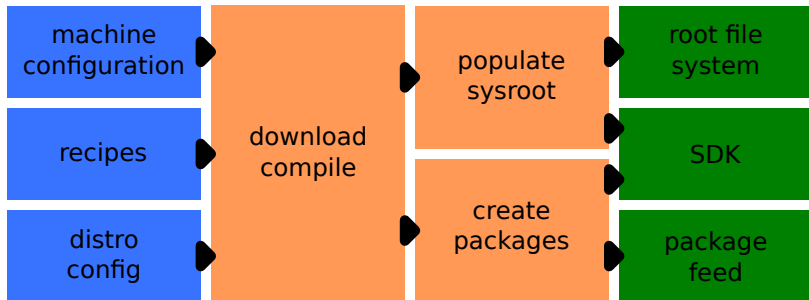 machine
configuration
recipes
distro
config
download
compile
populate
sysroot
create
packages
root file
system
SDK
package
feed